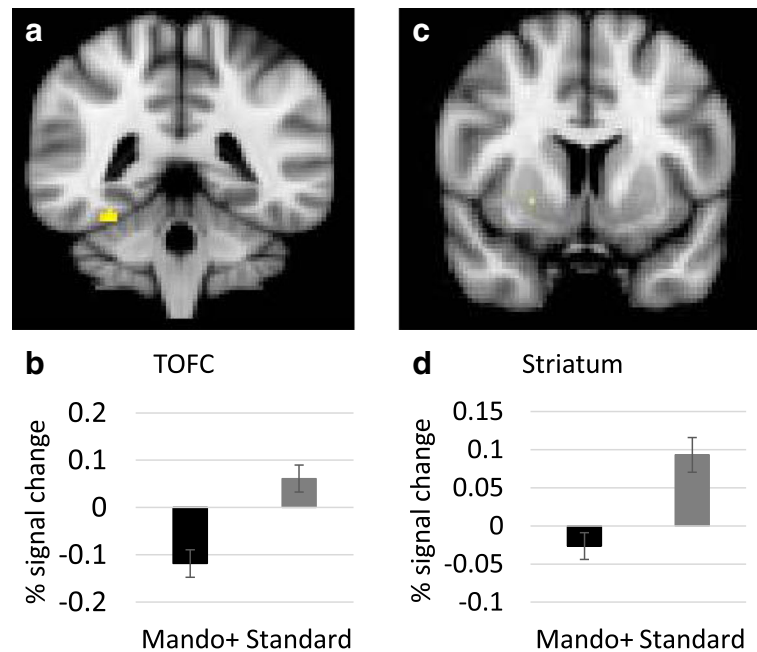 a
c
b TOFC
% signal change
0.2
0.1
0
-0.1
-0.2
Mando+ Standard
d Striatum
% signal change
0.15
0.1
0.05
0
-0.05
-0.1
Mando+ Standard